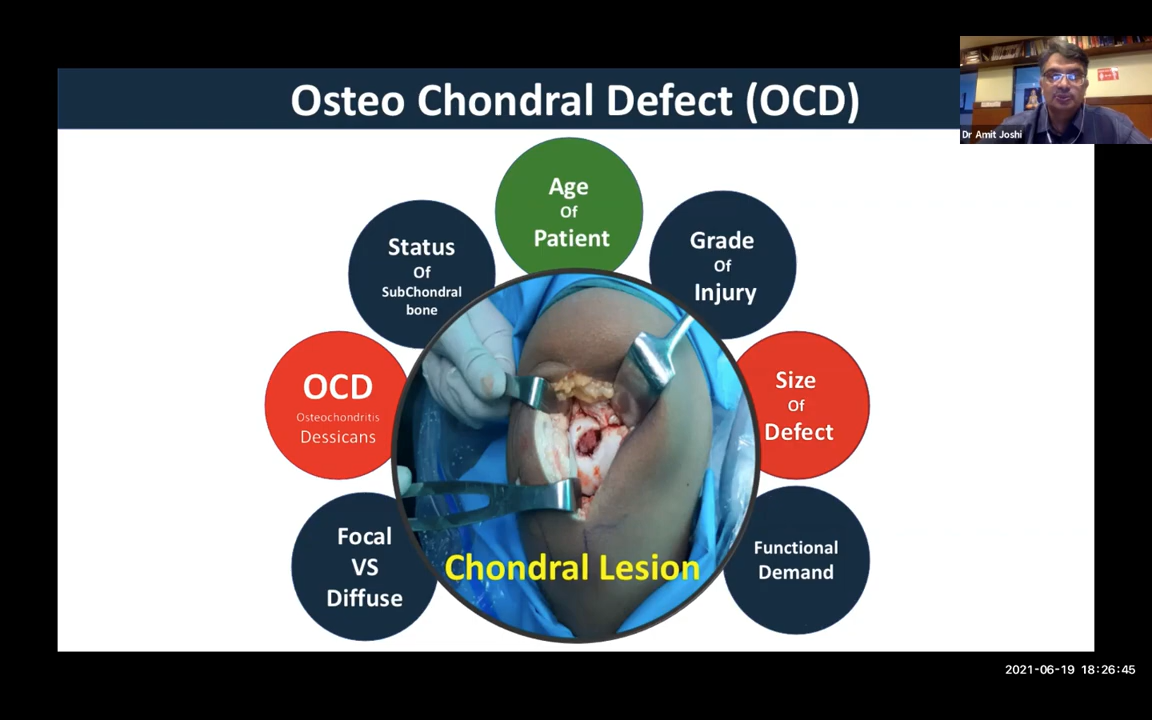 Osteo Chondral Defect (OCD)
Dr Amit Joshi
Age
Of
Patient
Status
Of
SubChondral
bone
Grade
Of
Injury
OCD
Osteochondritis
Dessicans
Size
Of
Defect
Focal
VS
Diffuse
Functional
Demand
Chondral Lesion
2021-06-19 18:26:45